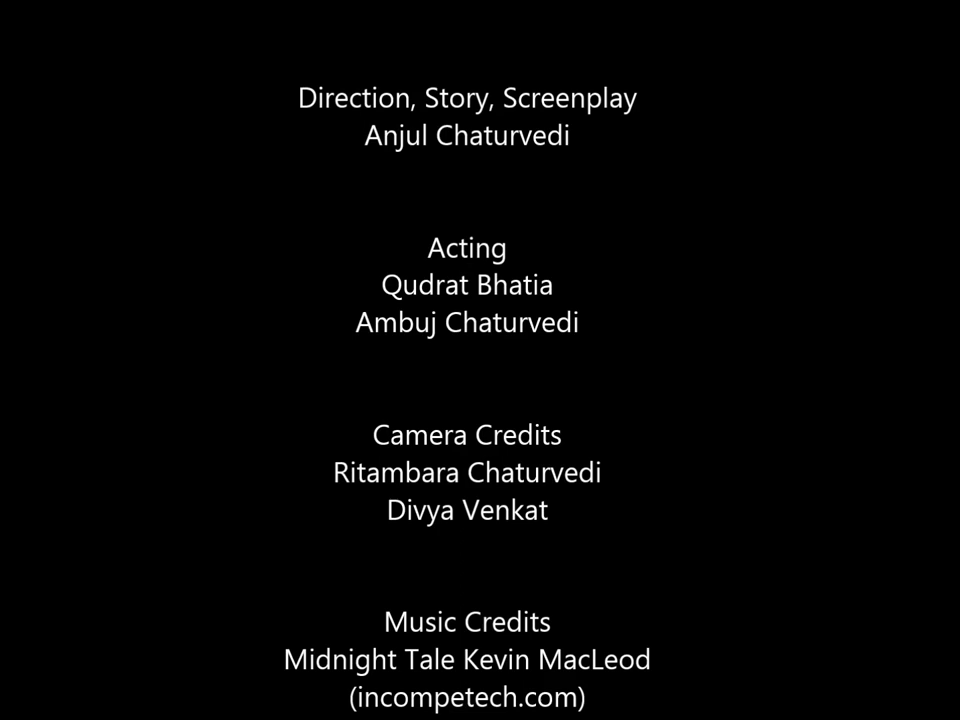 Direction, Story, Screenplay
Anjul Chaturvedi
Acting
Qudrat Bhatia
Ambuj Chaturvedi
Camera Credits
Ritambara Chaturvedi
Divya Venkat
Music Credits
Midnight Tale Kevin MacLeod
(incompetech.com)